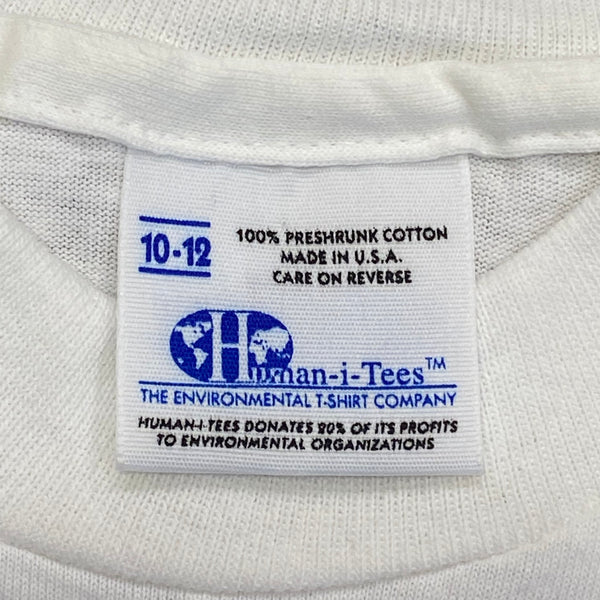 10-12
100% PRESHRUNK COTTON
MADE IN U.S.A.
CARE ON REVERSE
Human-i-Tees™
THE ENVIRONMENTAL T-SHIRT COMPANY
HUMAN-I-TEES DONATES 20% OF ITS PROFITS
TO ENVIRONMENTAL ORGANIZATIONS